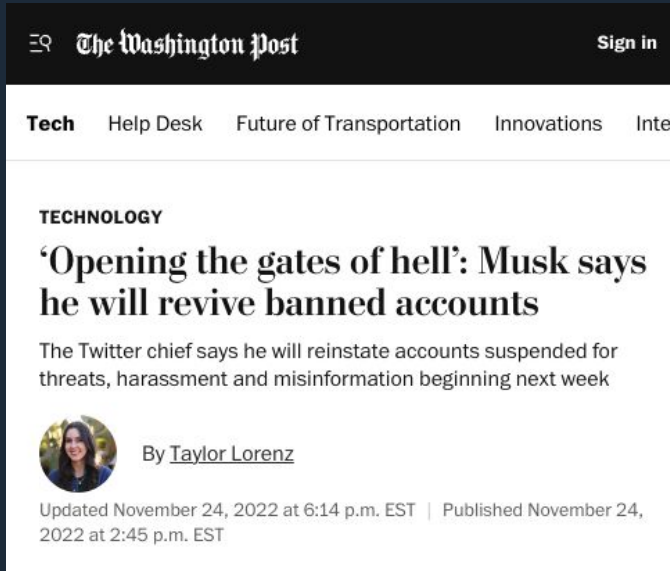 The Washington Post
Sign in
Tech Help Desk Future of Transportation Innovations Inte
TECHNOLOGY
‘Opening the gates of hell’: Musk says
he will revive banned accounts
The Twitter chief says he will reinstate accounts suspended for
threats, harassment and misinformation beginning next week
By Taylor Lorenz
Updated November 24, 2022 at 6:14 p.m. EST | Published November 24,
2022 at 2:45 p.m. EST